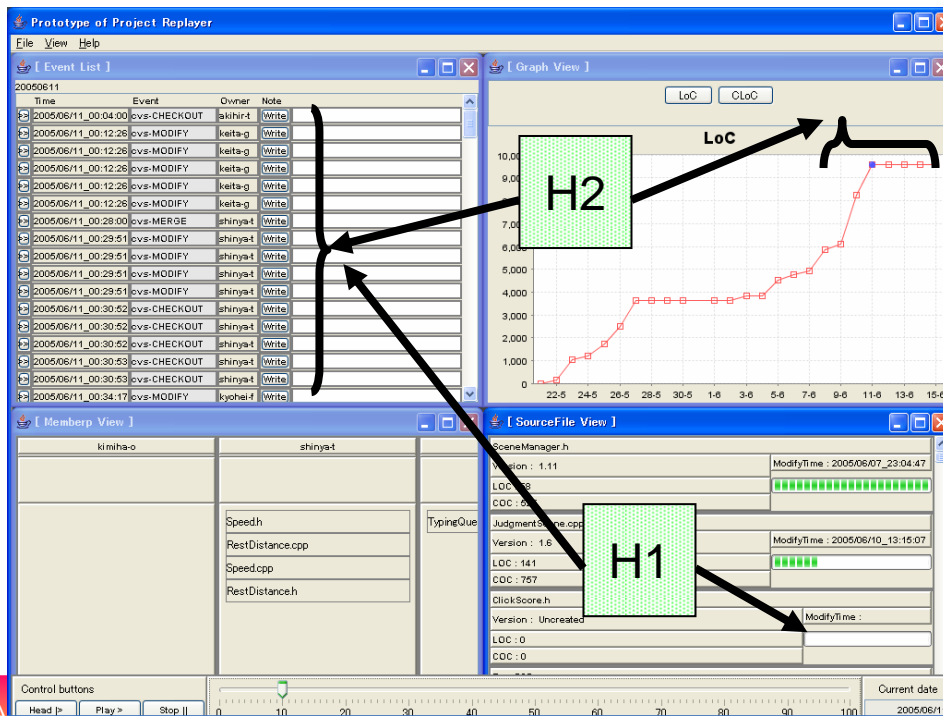 Prototype of Project Replayer
File View Help
[ Event List ]
20050611
Time Event Owner Note
>> 2005/06/11_00:04:00 cvs-CHECKOUT akihir-t Write
>> 2005/06/11_00:12:26 cvs-MODIFY keita-g Write
>> 2005/06/11_00:12:26 cvs-MODIFY keita-g Write
>> 2005/06/11_00:12:26 cvs-MODIFY keita-g Write
>> 2005/06/11_00:12:26 cvs-MODIFY keita-g Write
>> 2005/06/11_00:12:26 cvs-MODIFY keita-g Write
>> 2005/06/11_00:28:00 cvs-MERGE shinya-t Write
>> 2005/06/11_00:29:51 cvs-MODIFY shinya-t Write
>> 2005/06/11_00:29:51 cvs-MODIFY shinya-t Write
>> 2005/06/11_00:29:51 cvs-MODIFY shinya-t Write
>> 2005/06/11_00:29:51 cvs-MODIFY shinya-t Write
>> 2005/06/11_00:30:52 cvs-CHECKOUT shinya-t Write
>> 2005/06/11_00:30:52 cvs-CHECKOUT shinya-t Write
>> 2005/06/11_00:30:52 cvs-CHECKOUT shinya-t Write
>> 2005/06/11_00:30:53 cvs-CHECKOUT shinya-t Write
>> 2005/06/11_00:30:53 cvs-CHECKOUT shinya-t Write
>> 2005/06/11_00:34:17 cvs-MODIFY kyohei-f Write
[ Graph View ]
LoC CLoC
LoC
H2
6,000
5,000
4,000
3,000
2,000
1,000
0
22-5 24-5 26-5 28-5 30-5 1-6 3-6 5-6 7-6 9-6 11-6 13-6 15-6
[ Memberp View ]
kimiha-o shinya-t
Speed.h
RestDistance.cpp
Speed.cpp
RestDistance.h
TypingQue
[ SourceFile View ]
SceneManager.h
Version : 1.11 ModifyTime : 2005/06/07_23:04:47
LOC
COC
Version : 1.6 ModifyTime : 2005/06/10_13:15:07
LOC : 141
COC : 757
H1
ClickScore.h
Version : Uncreated ModifyTime :
LOC : 0
COC : 0
Control buttons
Head |> Play > Stop ||
0 10 20 30 40 50 60 70 80 90 100
Current date
2005/06/1